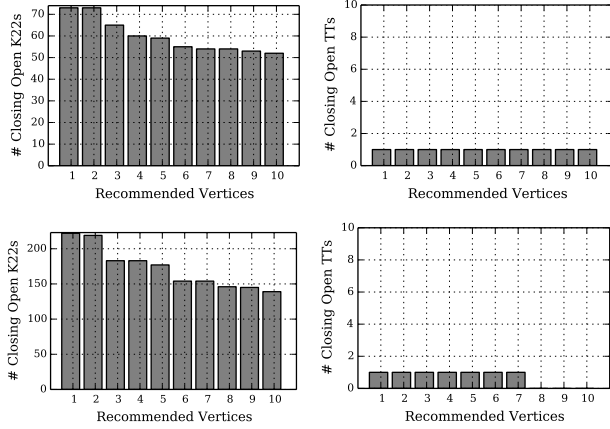 # Closing Open K22s
70
60
50
40
30
20
10
0
1 2 3 4 5 6 7 8 9 10
Recommended Vertices
# Closing Open TTs
10
8
6
4
2
0
1 2 3 4 5 6 7 8 9 10
Recommended Vertices
# Closing Open K22s
200
150
100
50
0
1 2 3 4 5 6 7 8 9 10
Recommended Vertices
# Closing Open TTs
10
8
6
4
2
0
1 2 3 4 5 6 7 8 9 10
Recommended Vertices